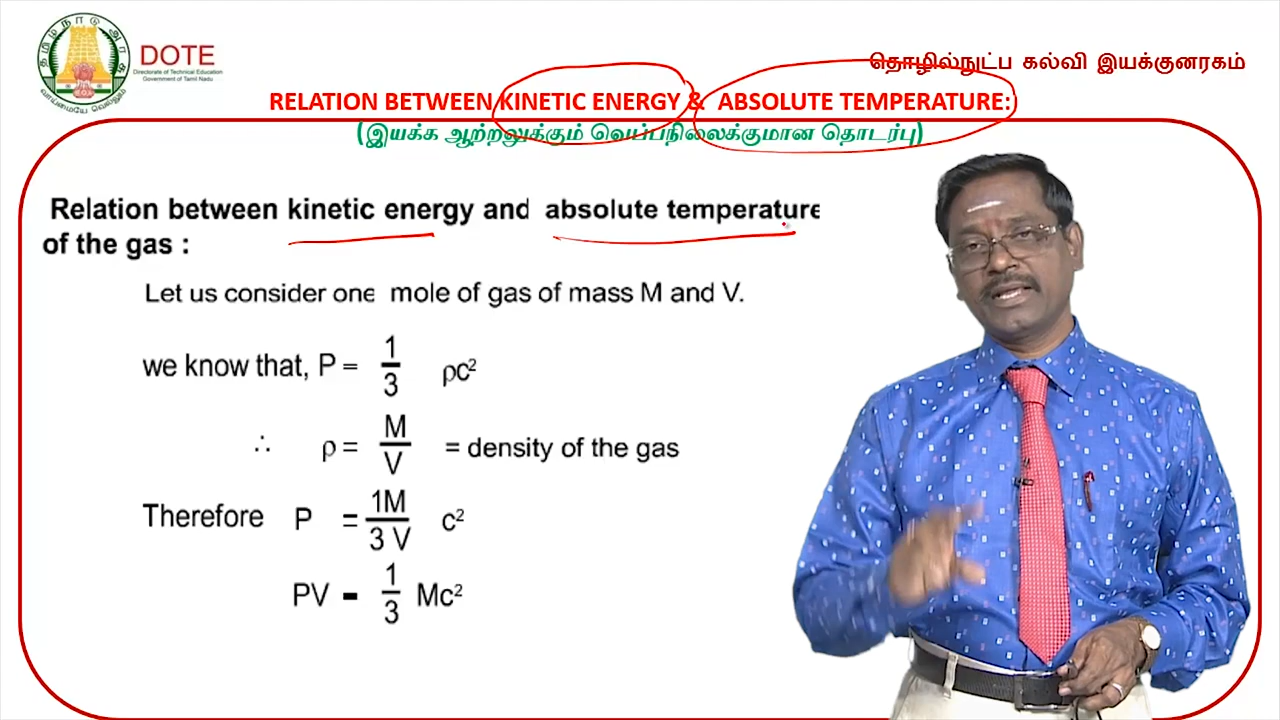 தமிழ்நாடு அரசு
வாய்மையே வெல்லும்
DOTE
Directorate of Technical Education
Government of Tamil Nadu
தொழில்நுட்ப கல்வி இயக்குனரகம்
RELATION BETWEEN KINETIC ENERGY & ABSOLUTE TEMPERATURE:
(இயக்க ஆற்றலுக்கும் வெப்பநிலைக்குமான தொடர்பு)
Relation between kinetic energy and absolute temperature
of the gas :
Let us consider one mole of gas of mass M and V.
we know that, P = 1/3 ρc²
∴ ρ = M/V = density of the gas
Therefore P = 1M/3 V c²
PV = 1/3 Mc²